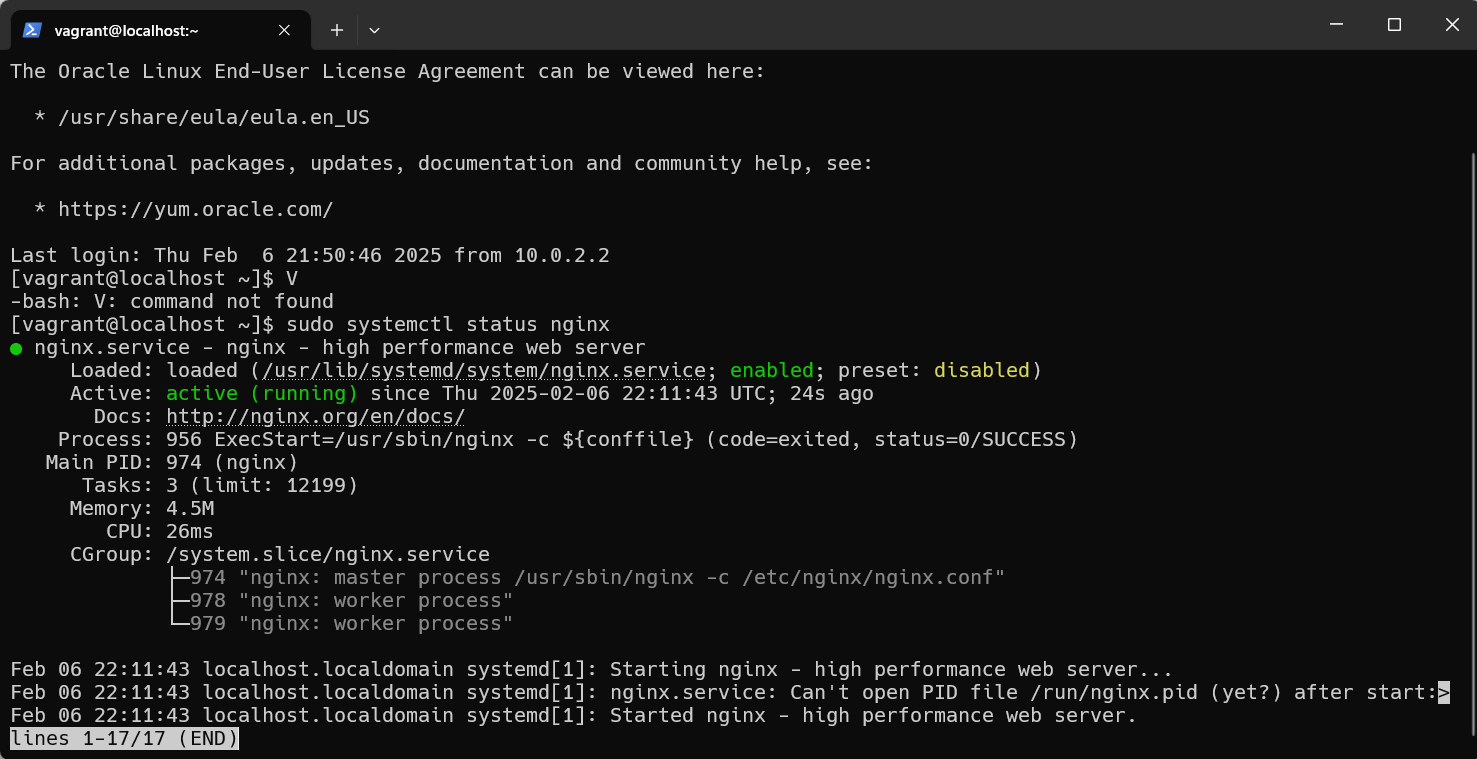 vagrant@localhost:~
The Oracle Linux End-User License Agreement can be viewed here:
* /usr/share/eula/eula.en_US
For additional packages, updates, documentation and community help, see:
* https://yum.oracle.com/
Last login: Thu Feb  6 21:50:46 2025 from 10.0.2.2
[vagrant@localhost ~]$ V
-bash: V: command not found
[vagrant@localhost ~]$ sudo systemctl status nginx
● nginx.service - nginx - high performance web server
Loaded: loaded (/usr/lib/systemd/system/nginx.service; enabled; preset: disabled)
Active: active (running) since Thu 2025-02-06 22:11:43 UTC; 24s ago
Docs: http://nginx.org/en/docs/
Process: 956 ExecStart=/usr/sbin/nginx -c ${conffile} (code=exited, status=0/SUCCESS)
Main PID: 974 (nginx)
Tasks: 3 (limit: 12199)
Memory: 4.5M
CPU: 26ms
CGroup: /system.slice/nginx.service
├─974 "nginx: master process /usr/sbin/nginx -c /etc/nginx/nginx.conf"
├─978 "nginx: worker process"
└─979 "nginx: worker process"
Feb 06 22:11:43 localhost.localdomain systemd[1]: Starting nginx - high performance web server...
Feb 06 22:11:43 localhost.localdomain systemd[1]: nginx.service: Can't open PID file /run/nginx.pid (yet?) after start:>
Feb 06 22:11:43 localhost.localdomain systemd[1]: Started nginx - high performance web server.
lines 1-17/17 (END)